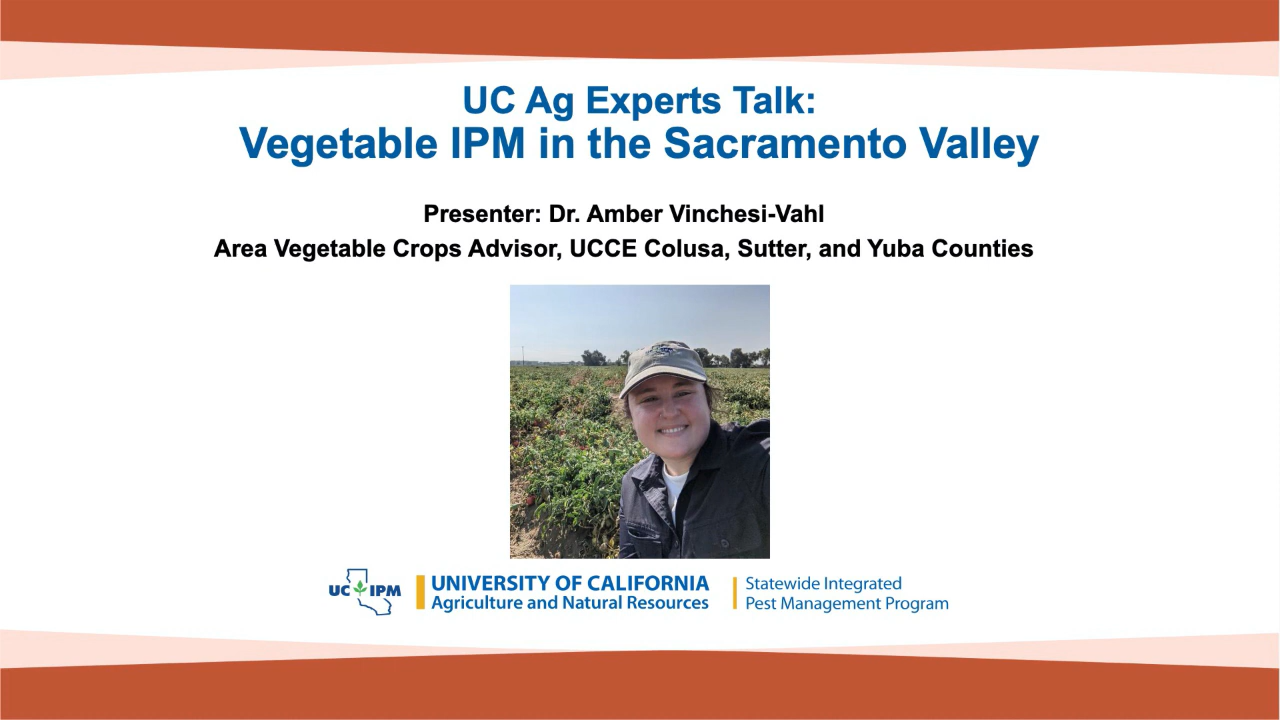 UC Ag Experts Talk:
Vegetable IPM in the Sacramento Valley
Presenter: Dr. Amber Vinchesi-Vahl
Area Vegetable Crops Advisor, UCCE Colusa, Sutter, and Yuba Counties
UC IPM
UNIVERSITY OF CALIFORNIA
Agriculture and Natural Resources
Statewide Integrated
Pest Management Program